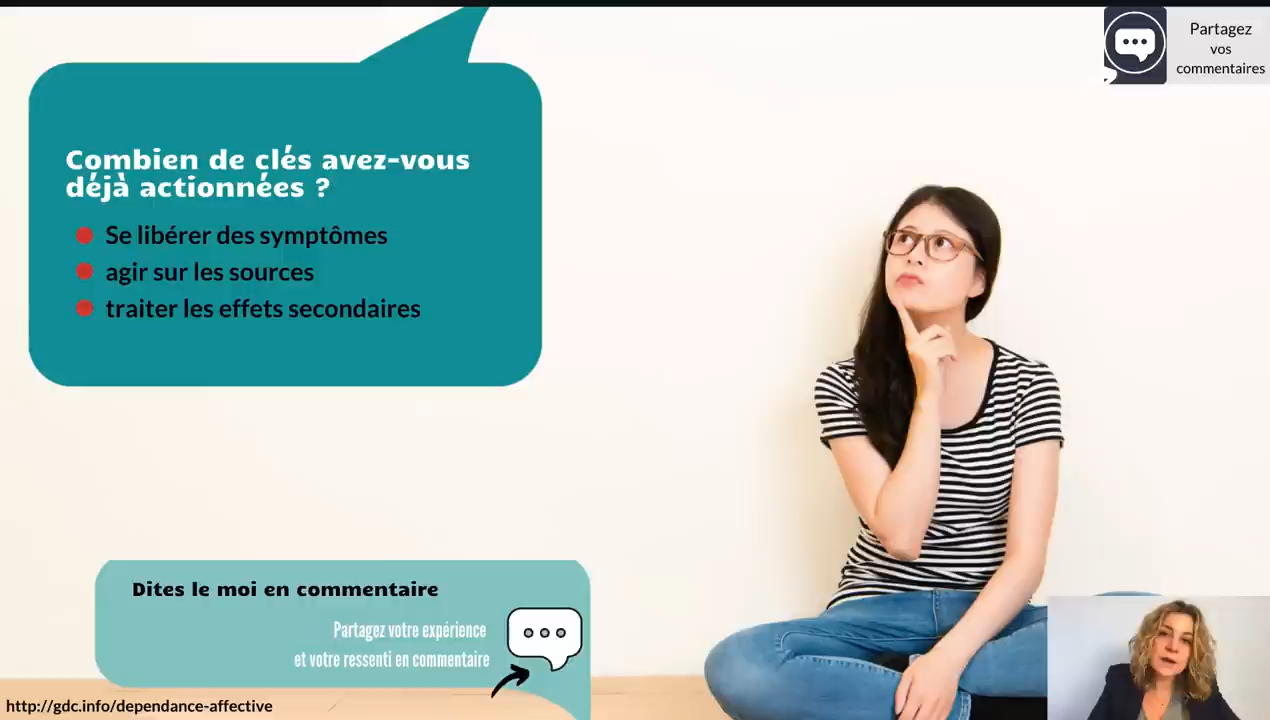 Partagez
vos
commentaires
Combien de clés avez-vous
déjà actionnées ?
Se libérer des symptômes
agir sur les sources
traiter les effets secondaires
Dites le moi en commentaire
Partagez votre expérience
et votre ressenti en commentaire
http://gdc.info/dependance-affective